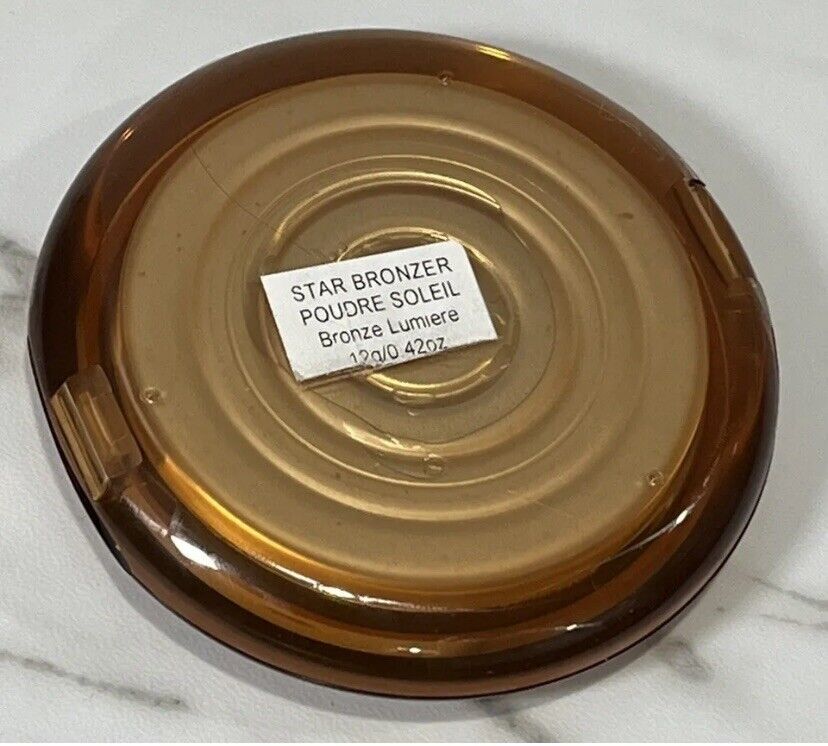 STAR BRONZER
POUDRE SOLEIL
Bronze Lumiere
12g/0.42oz